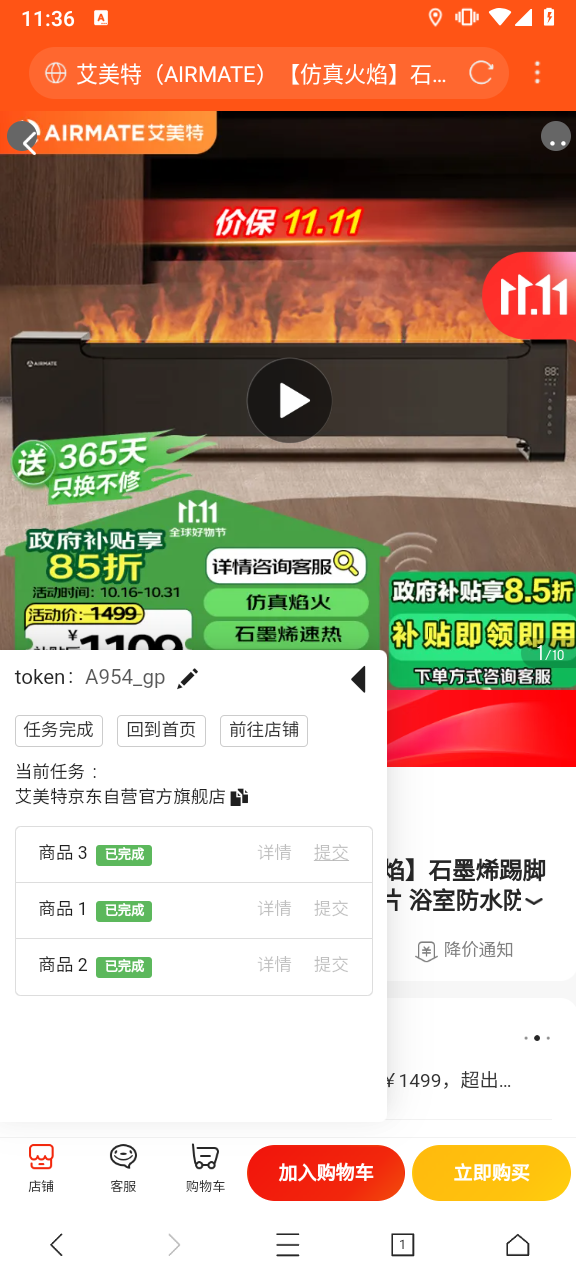 11:36
艾美特（AIRMATE）【仿真火焰】石...
AIRMATE艾美特
价保 11.11
11.11
AIRMATE
送 365天
只换不修
11.11
全球好物节
政府补贴享
85折
活动时间：10.16-10.31
活动价：1499
¥1199
详情咨询客服
仿真焰火
石墨烯速热
政府补贴享8.5折
补贴即领即用
1/10
下单方式咨询客服
token： A954_gp
任务完成 回到首页 前往店铺
当前任务 ：
艾美特京东自营官方旗舰店
商品 3 已完成 详情 提交
商品 1 已完成 详情 提交
商品 2 已完成 详情 提交
焰】石墨烯踢脚
片 浴室防水防
降价通知
¥1499，超出...
店铺 客服 购物车 加入购物车 立即购买
1